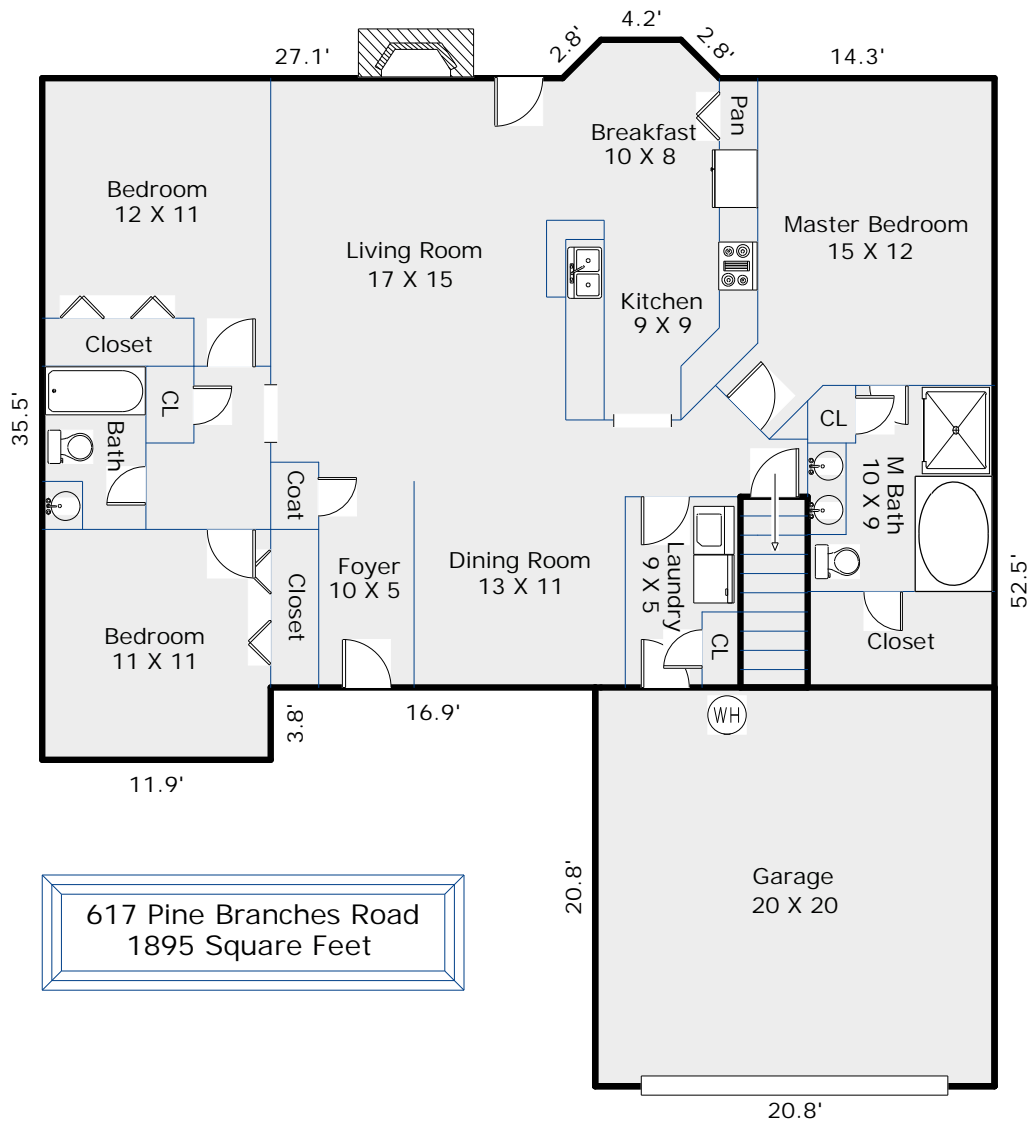 4.2'
27.1'
2.8'
2.8'
14.3'
Pan
Breakfast
10 X 8
Bedroom
12 X 11
Living Room
17 X 15
Master Bedroom
15 X 12
Kitchen
9 X 9
Closet
35.5'
CL
Bath
CL
M Bath
10 X 9
Coat
Closet
Foyer
10 X 5
Dining Room
13 X 11
Laundry
9 X 5
CL
52.5'
Bedroom
11 X 11
Closet
3.8'
16.9'
WH
11.9'
20.8'
Garage
20 X 20
617 Pine Branches Road
1895 Square Feet
20.8'